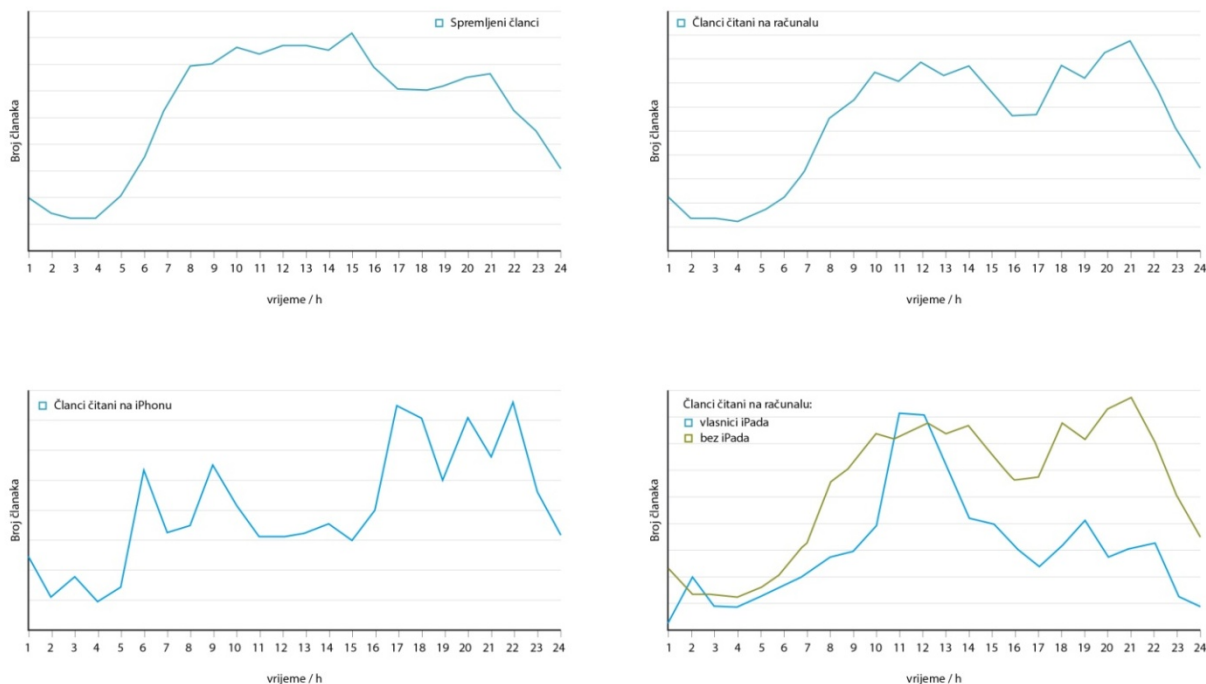 Spremljeni članci
Broj članaka
1 2 3 4 5 6 7 8 9 10 11 12 13 14 15 16 17 18 19 20 21 22 23 24
vrijeme / h
Članci čitani na računalu
Broj članaka
1 2 3 4 5 6 7 8 9 10 11 12 13 14 15 16 17 18 19 20 21 22 23 24
vrijeme / h
Članci čitani na iPhonu
Broj članaka
1 2 3 4 5 6 7 8 9 10 11 12 13 14 15 16 17 18 19 20 21 22 23 24
vrijeme / h
Članci čitani na računalu:
vlasnici iPada
bez iPada
Broj članaka
1 2 3 4 5 6 7 8 9 10 11 12 13 14 15 16 17 18 19 20 21 22 23 24
vrijeme / h